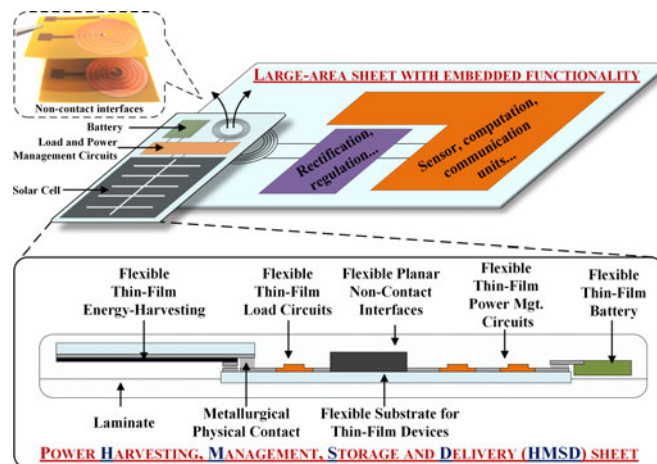 Non-contact interfaces
LARGE-AREA SHEET WITH EMBEDDED FUNCTIONALITY
Battery
Load and Power
Management Circuits
Solar Cell
Rectification,
regulation...
Sensor, computation,
communication
units...
Flexible
Thin-Film
Energy-Harvesting
Flexible
Thin-Film
Load Circuits
Flexible Planar
Non-Contact
Interfaces
Flexible
Thin-Film
Power Mgt.
Circuits
Flexible
Thin-Film
Battery
Laminate
Metallurgical
Physical Contact
Flexible Substrate for
Thin-Film Devices
POWER HARVESTING, MANAGEMENT, STORAGE AND DELIVERY (HMSD) SHEET